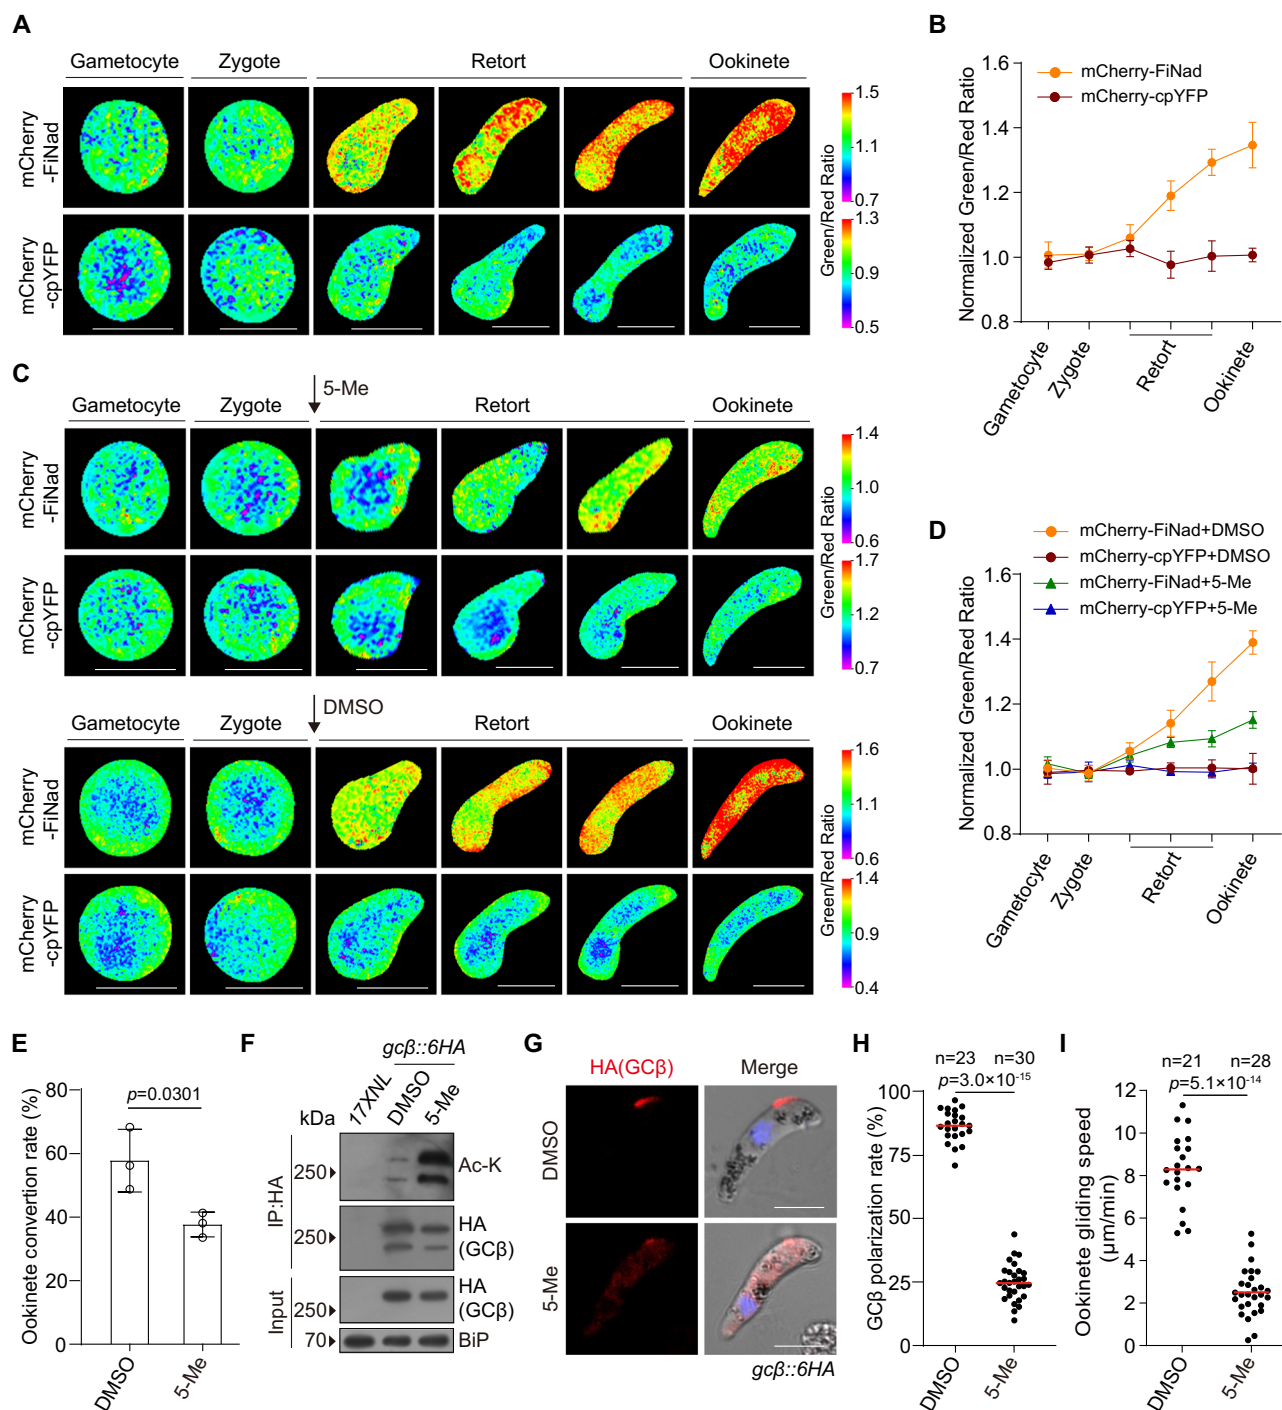 A
Gametocyte Zygote Retort Ookinete
mCherry
-FiNad
mCherry
-cpYFP
1.5
1.1
0.7
1.3
0.9
0.5
Green/Red Ratio
B
mCherry-FiNad
mCherry-cpYFP
Normalized Green/Red Ratio
1.6
1.4
1.2
1.0
0.8
Gametocyte
Zygote
Retort
Ookinete
C
5-Me
Gametocyte Zygote Retort Ookinete
mCherry
-FiNad
mCherry
-cpYFP
1.4
1.0
0.6
1.7
1.2
0.7
Green/Red Ratio
DMSO
Gametocyte Zygote Retort Ookinete
mCherry
-FiNad
mCherry
-cpYFP
1.6
1.1
0.6
1.4
0.9
0.4
Green/Red Ratio
D
mCherry-FiNad+DMSO
mCherry-cpYFP+DMSO
mCherry-FiNad+5-Me
mCherry-cpYFP+5-Me
Normalized Green/Red Ratio
1.6
1.4
1.2
1.0
0.8
Gametocyte
Zygote
Retort
Ookinete
E
Ookinete convertion rate (%)
80
60
40
20
0
p=0.0301
DMSO
5-Me
F
gcβ::6HA
kDa
17XNL
DMSO
5-Me
IP:HA
250 Ac-K
250 HA
(GCβ)
Input
250 HA
(GCβ)
70 BiP
G
HA(GCβ) Merge
DMSO
5-Me
gcβ::6HA
H
n=23 n=30
p=3.0×10⁻¹⁵
GCβ polarization rate (%)
100
75
25
0
DMSO
5-Me
I
n=21 n=28
p=5.1×10⁻¹⁴
Ookinete gliding speed
(μm/min)
12
10
8
6
4
2
0
DMSO
5-Me